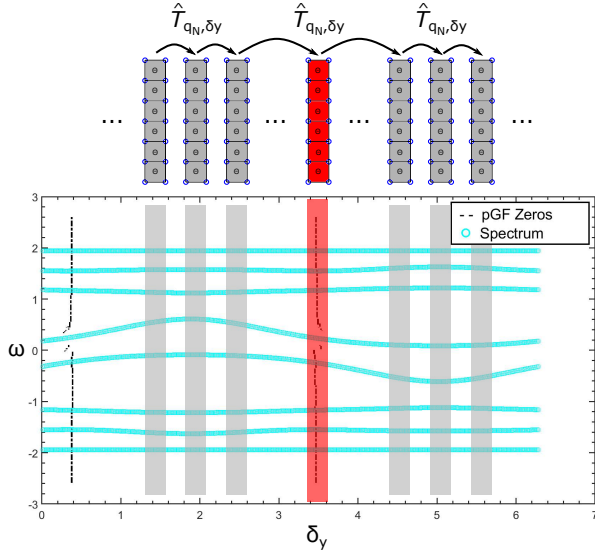 T̂_{q_N,δy} T̂_{q_N,δy} T̂_{q_N,δy}
Θ Θ Θ Θ Θ Θ Θ
Θ Θ Θ Θ Θ Θ Θ
Θ Θ Θ Θ Θ Θ Θ
... ... ... ...
Θ Θ Θ Θ Θ Θ Θ
Θ Θ Θ Θ Θ Θ Θ
Θ Θ Θ Θ Θ Θ Θ
3
pGF Zeros
Spectrum
2
1
ω 0
-1
-2
-3
0 1 2 3 4 5 6 7
δ_y